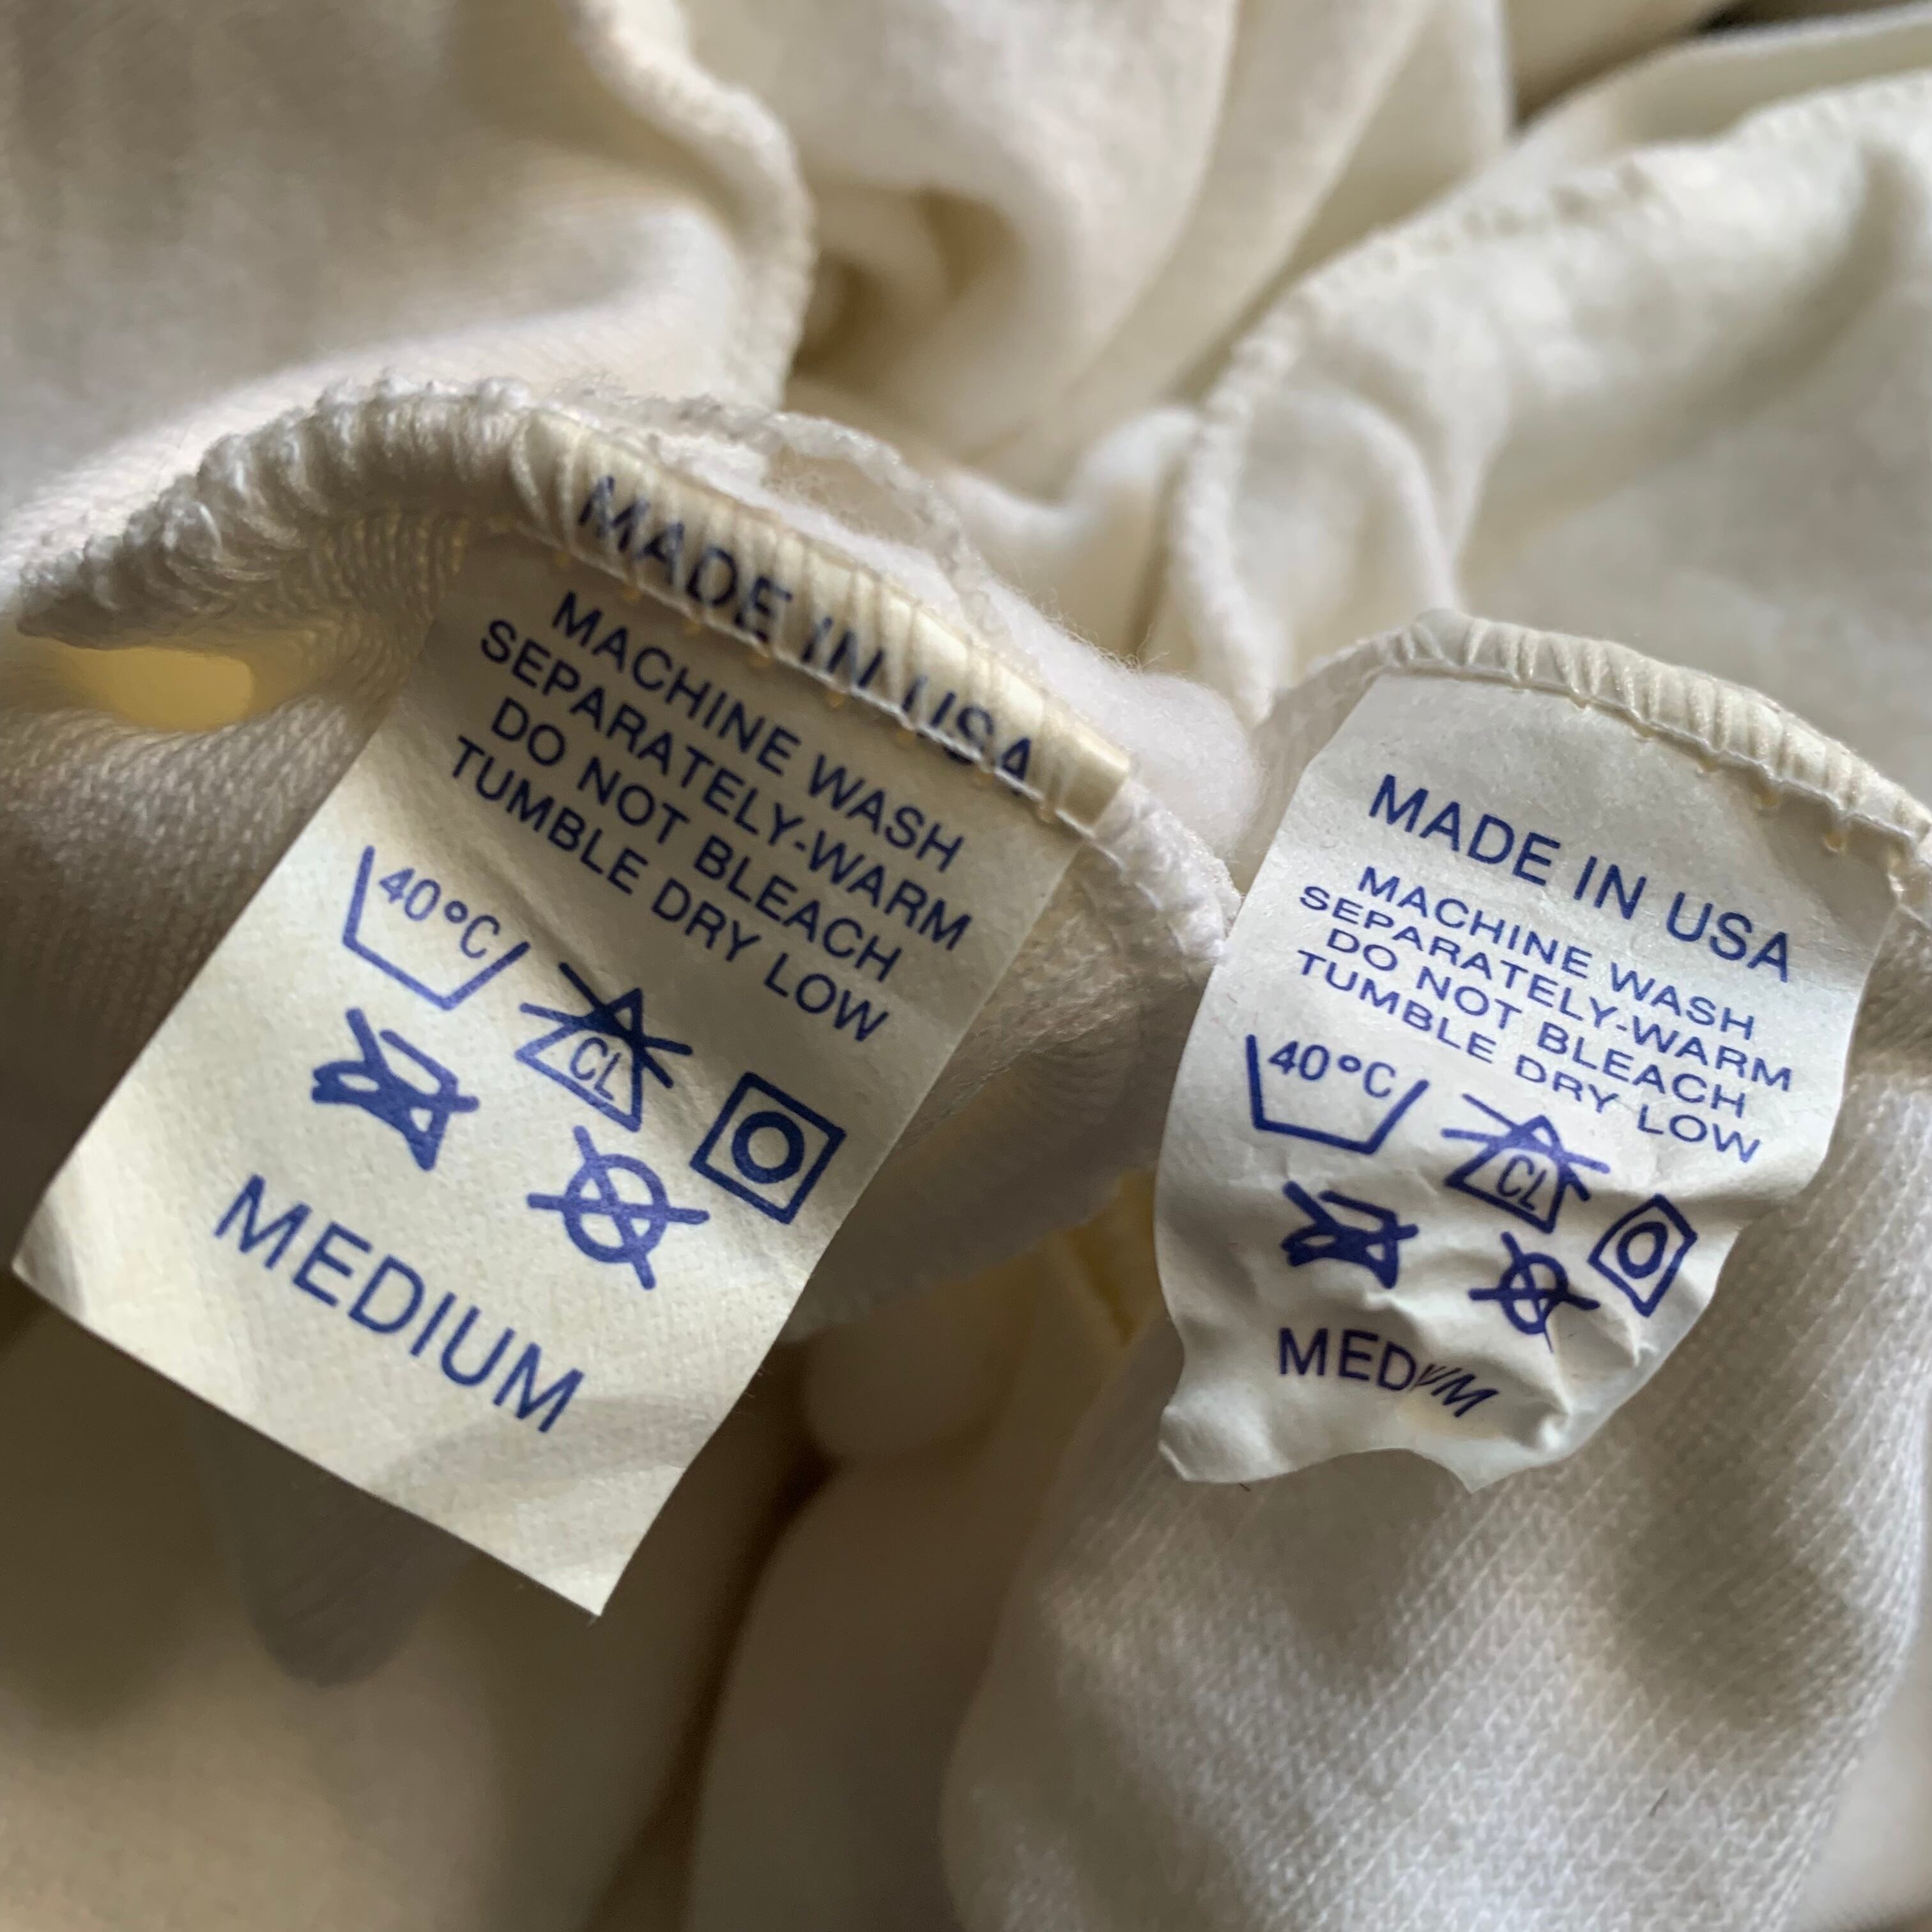 MADE IN USA
MACHINE WASH
SEPARATELY-WARM
DO NOT BLEACH
TUMBLE DRY LOW
40°C
CL
MEDIUM
MADE IN USA
MACHINE WASH
SEPARATELY-WARM
DO NOT BLEACH
TUMBLE DRY LOW
40°C
CL
MEDIUM